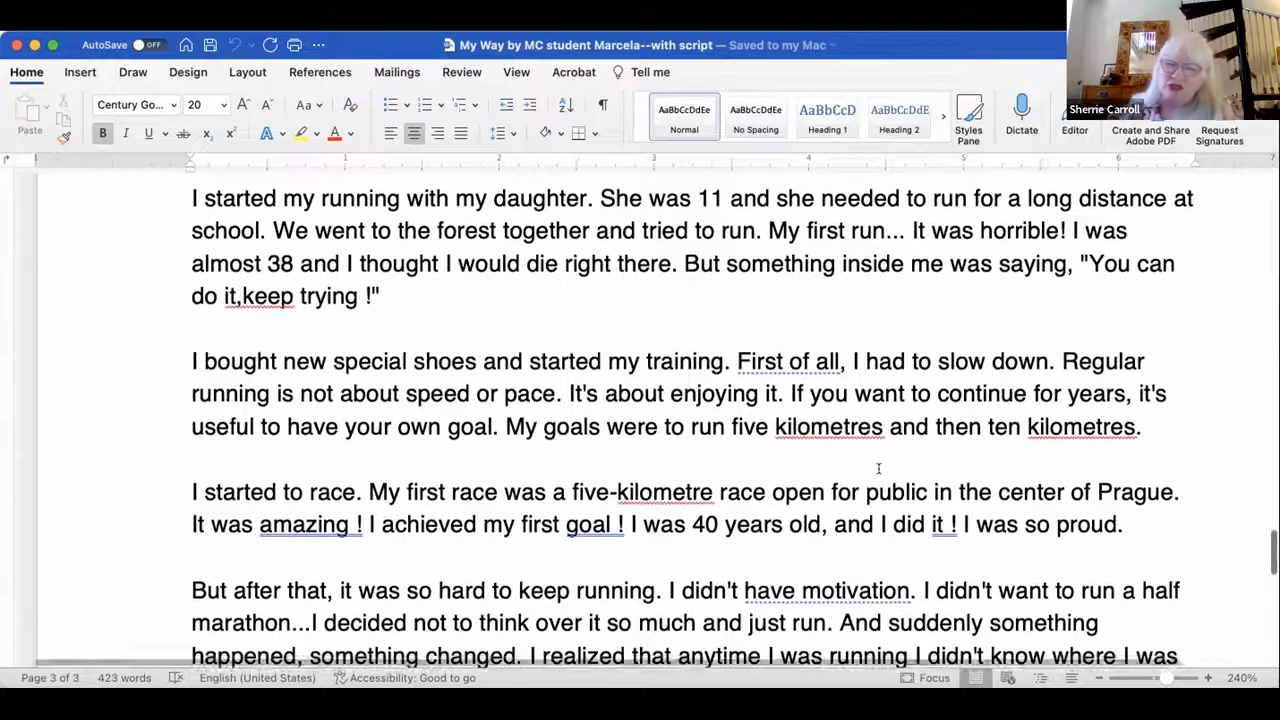 AutoSave OFF
My Way by MC student Marcela--with script — Saved to my Mac
Sherrie Carroll
Home Insert Draw Design Layout References Mailings Review View Acrobat Tell me
Paste
Century Go... 20 A A Aa A
B I U ab x2 x2 A A
AaBbCcDdEe AaBbCcDdEe AaBbCcD AaBbCcDdE
Normal No Spacing Heading 1 Heading 2
Styles Pane
Dictate
Editor
Create and Share Adobe PDF
Request Signatures
1 2 3 4 5 6 7
I started my running with my daughter. She was 11 and she needed to run for a long distance at
school. We went to the forest together and tried to run. My first run... It was horrible! I was
almost 38 and I thought I would die right there. But something inside me was saying, "You can
do it,keep trying !"
I bought new special shoes and started my training. First of all, I had to slow down. Regular
running is not about speed or pace. It's about enjoying it. If you want to continue for years, it's
useful to have your own goal. My goals were to run five kilometres and then ten kilometres.
I started to race. My first race was a five-kilometre race open for public in the center of Prague.
It was amazing ! I achieved my first goal ! I was 40 years old, and I did it ! I was so proud.
But after that, it was so hard to keep running. I didn't have motivation. I didn't want to run a half
marathon...I decided not to think over it so much and just run. And suddenly something
happened, something changed. I realized that anytime I was running I didn't know where I was
Page 3 of 3 423 words English (United States) Accessibility: Good to go Focus 240%